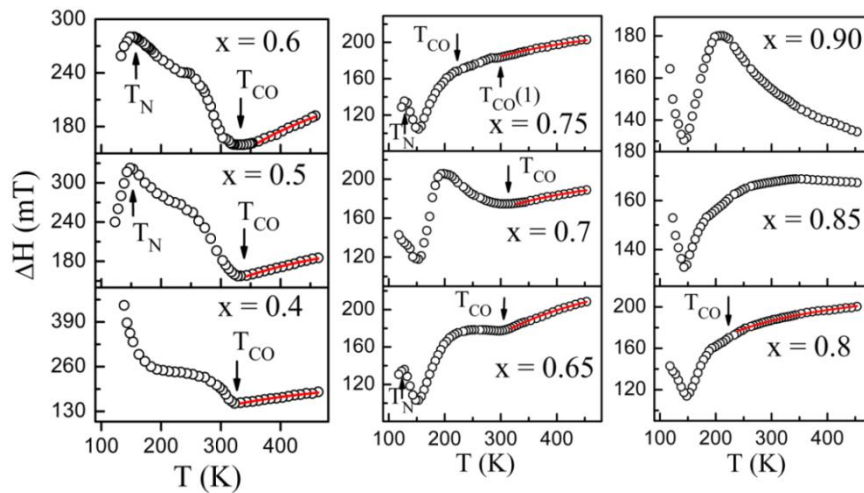 ΔH (mT)
300
240
180
x = 0.6
T_N
T_CO
300
240
160
x = 0.5
T_N
T_CO
390
260
130
x = 0.4
T_CO
100 200 300 400
T (K)
200
160
120
T_CO
T_CO(1)
T_N
x = 0.75
240
180
120
T_CO
x = 0.7
200
160
120
T_CO
x = 0.65
T_N
100 200 300 400
T (K)
180
160
140
130
x = 0.90
160
140
x = 0.85
200
160
120
T_CO
x = 0.8
100 200 300 400
T (K)